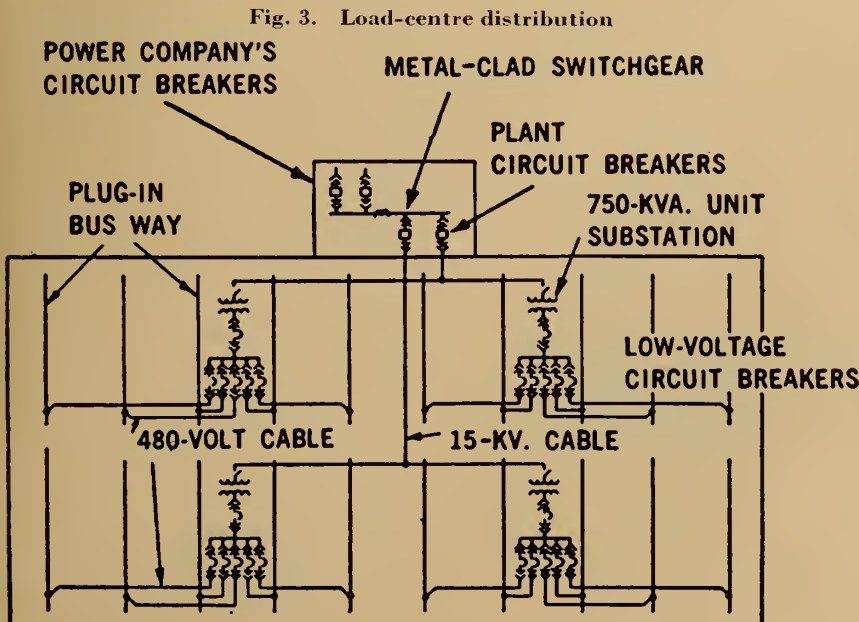 Fig. 3. Load-centre distribution
POWER COMPANY'S
CIRCUIT BREAKERS
METAL-CLAD SWITCHGEAR
PLANT
CIRCUIT BREAKERS
PLUG-IN
BUS WAY
750-KVA. UNIT
SUBSTATION
LOW-VOLTAGE
CIRCUIT BREAKERS
480-VOLT CABLE
15-KV. CABLE